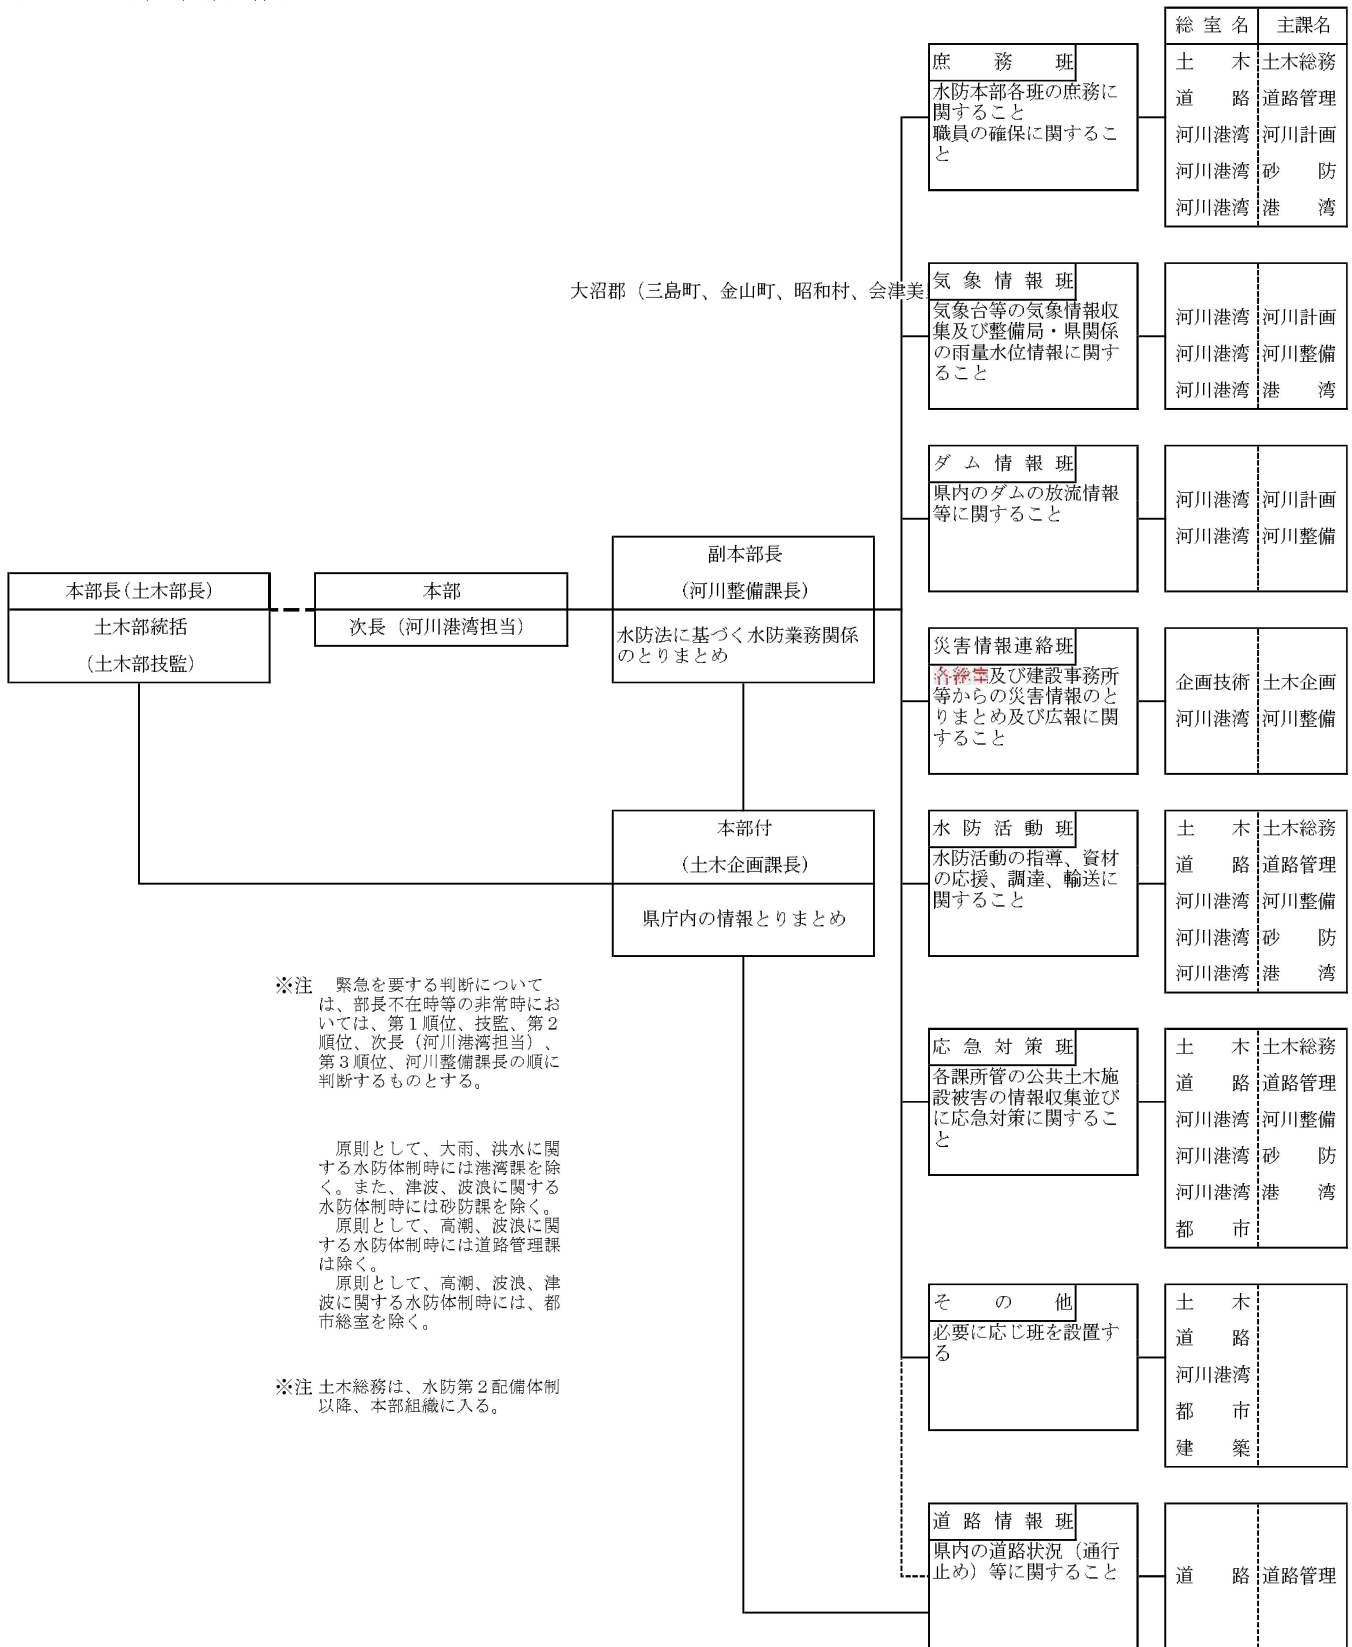 総室名 主課名
庶務班
水防本部各班の庶務に
関すること
職員の確保に関するこ
と
土木 土木総務
道路 道路管理
河川港湾 河川計画
河川港湾 砂防
河川港湾 港湾
大沼郡（三島町、金山町、昭和村、会津美
気象情報班
気象台等の気象情報収
集及び整備局・県関係
の雨量水位情報に関す
ること
河川港湾 河川計画
河川港湾 河川整備
河川港湾 港湾
ダム情報班
県内のダムの放流情報
等に関すること
河川港湾 河川計画
河川港湾 河川整備
本部長(土木部長)
土木部統括
(土木部技監)
本部
次長（河川港湾担当）
副本部長
(河川整備課長)
水防法に基づく水防業務関係
のとりまとめ
災害情報連絡班
各総室及び建設事務所
等からの災害情報のと
りまとめ及び広報に関
すること
企画技術 土木企画
河川港湾 河川整備
本部付
(土木企画課長)
県庁内の情報とりまとめ
水防活動班
水防活動の指導、資材
の応援、調達、輸送に
関すること
土木 土木総務
道路 道路管理
河川港湾 河川整備
河川港湾 砂防
河川港湾 港湾
※注 緊急を要する判断について
は、部長不在時等の非常時にお
いては、第１順位、技監、第２
順位、次長（河川港湾担当）、
第３順位、河川整備課長の順に
判断するものとする。
原則として、大雨、洪水に関
する水防体制時には港湾課を除
く。また、津波、波浪に関する
水防体制時には砂防課を除く。
原則として、高潮、波浪に関
する水防体制時には道路管理課
は除く。
原則として、高潮、波浪、津
波に関する水防体制時には、都
市総室を除く。
※注 土木総務は、水防第２配備体制
以降、本部組織に入る。
応急対策班
各課所管の公共土木施
設被害の情報収集並び
に応急対策に関するこ
と
土木 土木総務
道路 道路管理
河川港湾 河川整備
河川港湾 砂防
河川港湾 港湾
都市
その他
必要に応じ班を設置す
る
土木
道路
河川港湾
都市
建築
道路情報班
県内の道路状況（通行
止め）等に関すること
道路 道路管理